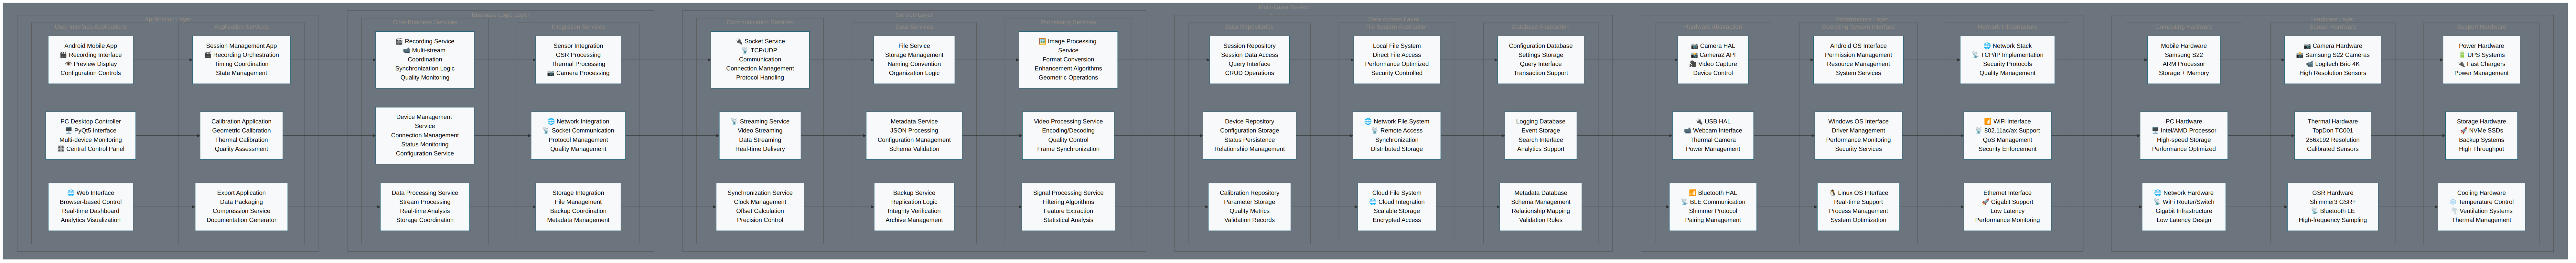 Multi-Layer System
Application Layer
User Interface Applications
Android Mobile App
🎬 Recording Interface
👁️ Preview Display
Configuration Controls
PC Desktop Controller
🖥️ PyQt5 Interface
Multi-device Monitoring
🎛️ Central Control Panel
🌐 Web Interface
Browser-based Control
Real-time Dashboard
Analytics Visualization
Application Services
Session Management App
🎬 Recording Orchestration
Timing Coordination
State Management
Calibration Application
Geometric Calibration
Thermal Calibration
Quality Assessment
Export Application
Data Packaging
Compression Service
Documentation Generator
Business Logic Layer
Core Business Services
🎬 Recording Service
📹 Multi-stream
Coordination
Synchronization Logic
Quality Monitoring
Device Management
Service
Connection Management
Status Monitoring
Configuration Service
Data Processing Service
Stream Processing
Real-time Analysis
Storage Coordination
Integration Services
Sensor Integration
GSR Processing
Thermal Processing
📷 Camera Processing
🌐 Network Integration
📡 Socket Communication
Protocol Management
Quality Management
Storage Integration
File Management
Backup Coordination
Metadata Management
Service Layer
Communication Services
🔌 Socket Service
📡 TCP/UDP
Communication
Connection Management
Protocol Handling
📡 Streaming Service
Video Streaming
Data Streaming
Real-time Delivery
Synchronization Service
Clock Management
Offset Calculation
Precision Control
Data Services
File Service
Storage Management
Naming Convention
Organization Logic
Metadata Service
JSON Processing
Configuration Management
Schema Validation
Backup Service
Replication Logic
Integrity Verification
Archive Management
Processing Services
🖼️ Image Processing
Service
Format Conversion
Enhancement Algorithms
Geometric Operations
Video Processing Service
Encoding/Decoding
Quality Control
Frame Synchronization
Signal Processing Service
Filtering Algorithms
Feature Extraction
Statistical Analysis
Data Access Layer
Data Repositories
Session Repository
Session Data Access
Query Interface
CRUD Operations
Device Repository
Configuration Storage
Status Persistence
Relationship Management
Calibration Repository
Parameter Storage
Quality Metrics
Validation Records
File System Abstraction
Local File System
Direct File Access
Performance Optimized
Security Controlled
🌐 Network File System
📡 Remote Access
Synchronization
Distributed Storage
Cloud File System
🌐 Cloud Integration
Scalable Storage
Encrypted Access
Database Abstraction
Configuration Database
Settings Storage
Query Interface
Transaction Support
Logging Database
Event Storage
Search Interface
Analytics Support
Metadata Database
Schema Management
Relationship Mapping
Validation Rules
Infrastructure Layer
Hardware Abstraction
📷 Camera HAL
📸 Camera2 API
🎥 Video Capture
Device Control
🔌 USB HAL
📹 Webcam Interface
Thermal Camera
Power Management
📶 Bluetooth HAL
📡 BLE Communication
Shimmer Protocol
Pairing Management
Operating System Interface
Android OS Interface
Permission Management
Resource Management
System Services
Windows OS Interface
Driver Management
Performance Monitoring
Security Services
🐧 Linux OS Interface
Real-time Support
Process Management
System Optimization
Network Infrastructure
🌐 Network Stack
📡 TCP/IP Implementation
Security Protocols
Quality Management
📶 WiFi Interface
📡 802.11ac/ax Support
QoS Management
Security Enforcement
Ethernet Interface
🚀 Gigabit Support
Low Latency
Performance Monitoring
Hardware Layer
Computing Hardware
Mobile Hardware
Samsung S22
ARM Processor
Storage + Memory
PC Hardware
🖥️ Intel/AMD Processor
High-speed Storage
Performance Optimized
🌐 Network Hardware
📡 WiFi Router/Switch
Gigabit Infrastructure
Low Latency Design
Sensor Hardware
📷 Camera Hardware
📸 Samsung S22 Cameras
📹 Logitech Brio 4K
High Resolution Sensors
Thermal Hardware
TopDon TC001
256x192 Resolution
Calibrated Sensors
GSR Hardware
Shimmer3 GSR+
📡 Bluetooth LE
High-frequency Sampling
Support Hardware
Power Hardware
🔋 UPS Systems
🔌 Fast Chargers
Power Management
Storage Hardware
🚀 NVMe SSDs
Backup Systems
High Throughput
Cooling Hardware
❄️ Temperature Control
🌪️ Ventilation Systems
Thermal Management